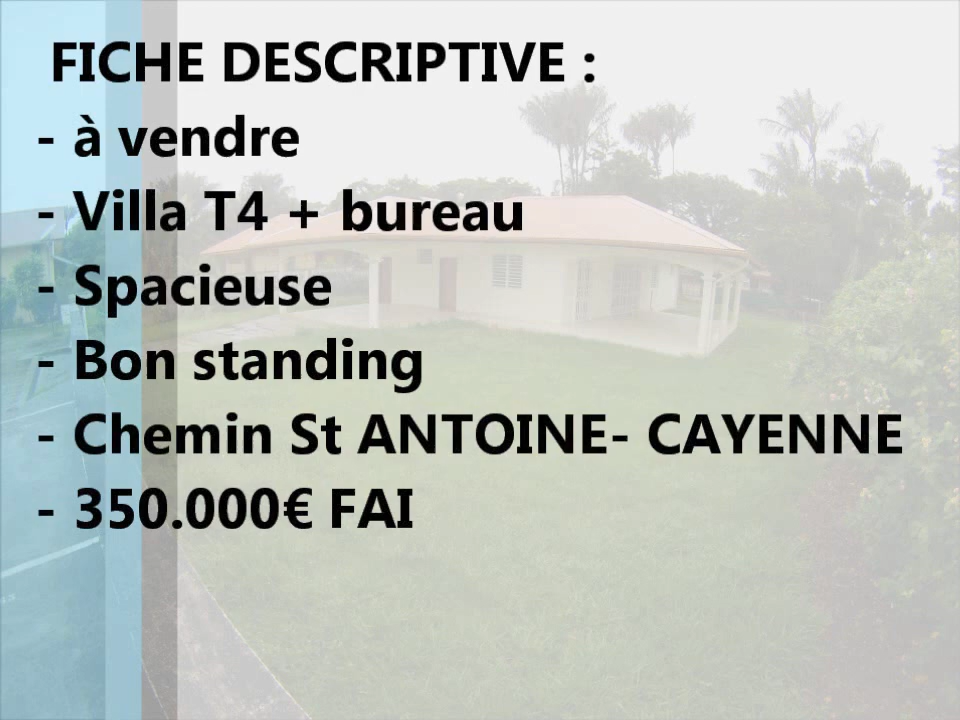 FICHE DESCRIPTIVE :
- à vendre
- Villa T4 + bureau
- Spacieuse
- Bon standing
- Chemin St ANTOINE- CAYENNE
- 350.000€ FAI